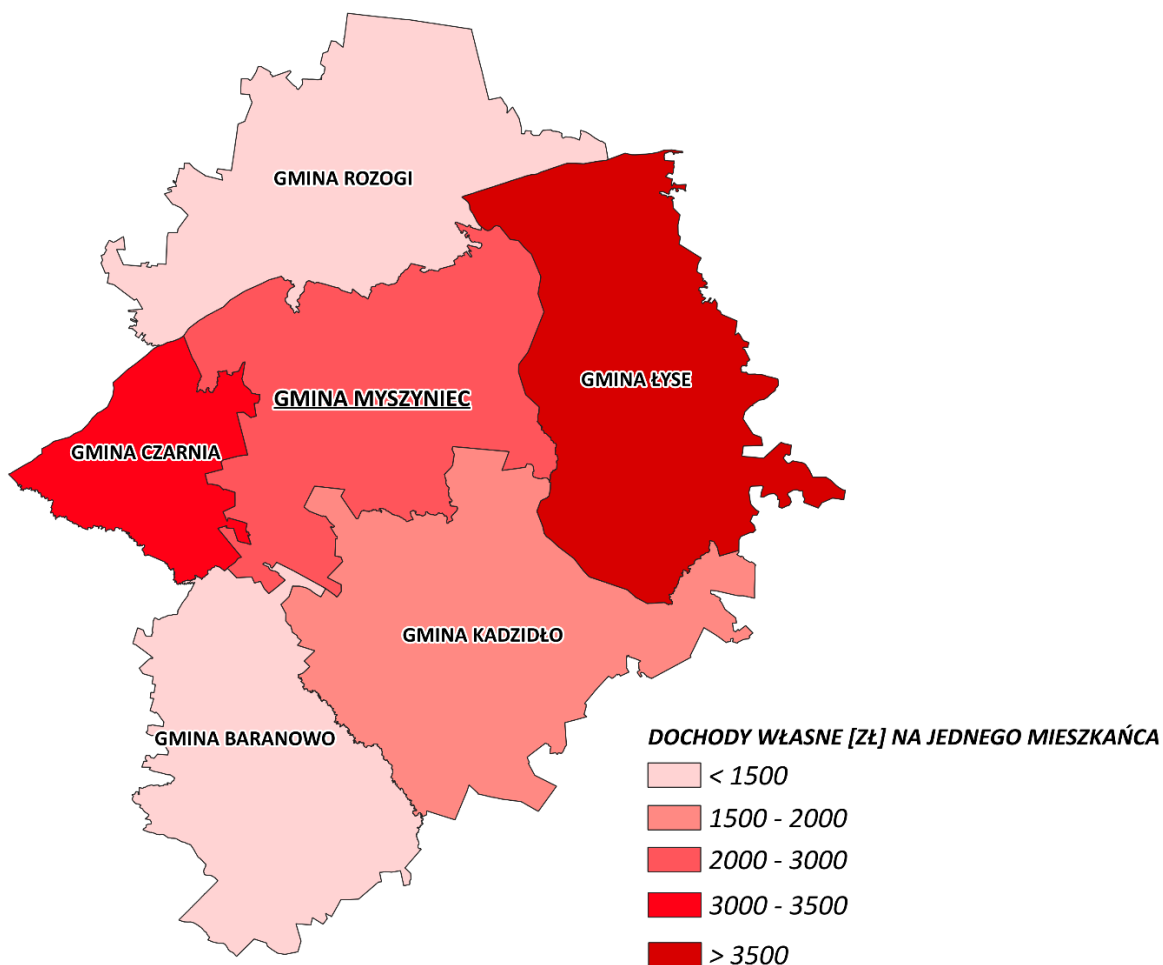 GMINA ROZOGI
GMINA ŁYSE
GMINA MYSZYNIEC
GMINA CZARNIA
GMINA KADZIDŁO
GMINA BARANOWO
DOCHODY WŁASNE [ZŁ] NA JEDNEGO MIESZKAŃCA
< 1500
1500 - 2000
2000 - 3000
3000 - 3500
> 3500